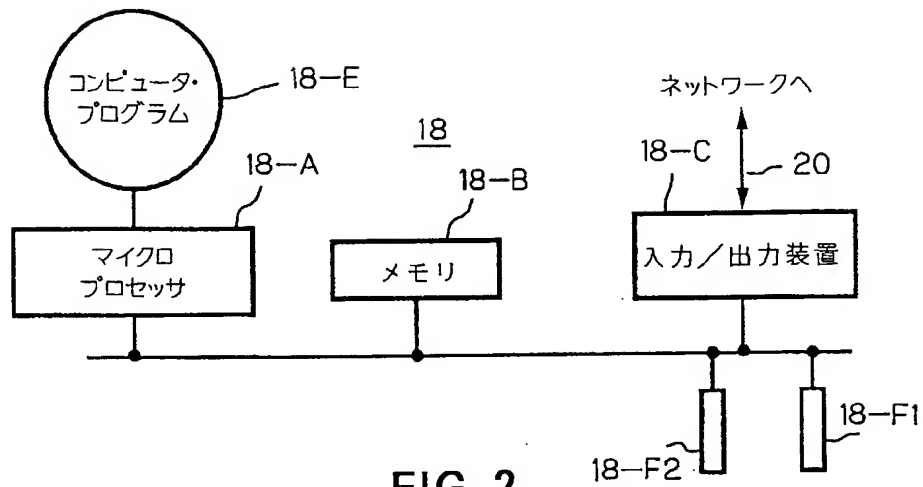 コンピュータ・
プログラム
18-E
18
ネットワークへ
20
18-A
18-B
18-C
マイクロ
プロセッサ
メモリ
入力／出力装置
18-F1
18-F2
FIG. 2